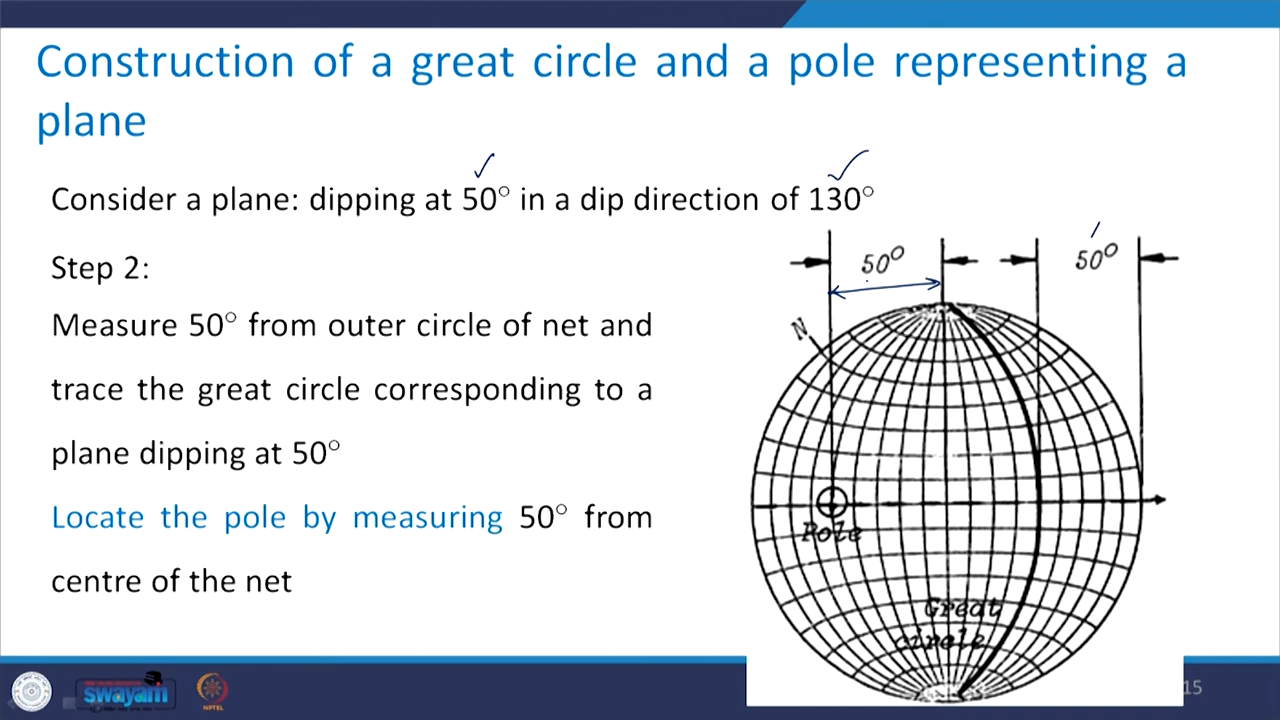 Construction of a great circle and a pole representing a
plane
Consider a plane: dipping at 50° in a dip direction of 130°
Step 2:
Measure 50° from outer circle of net and
trace the great circle corresponding to a
plane dipping at 50°
Locate the pole by measuring 50° from
centre of the net
50°
50°
N
Pole
Great
circle
swayam
NPTEL
15